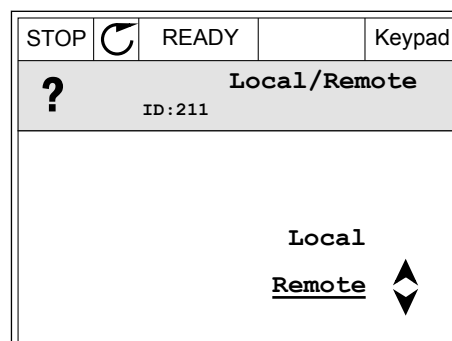 STOP READY Keypad
? Local/Remote
ID:211
Local
Remote